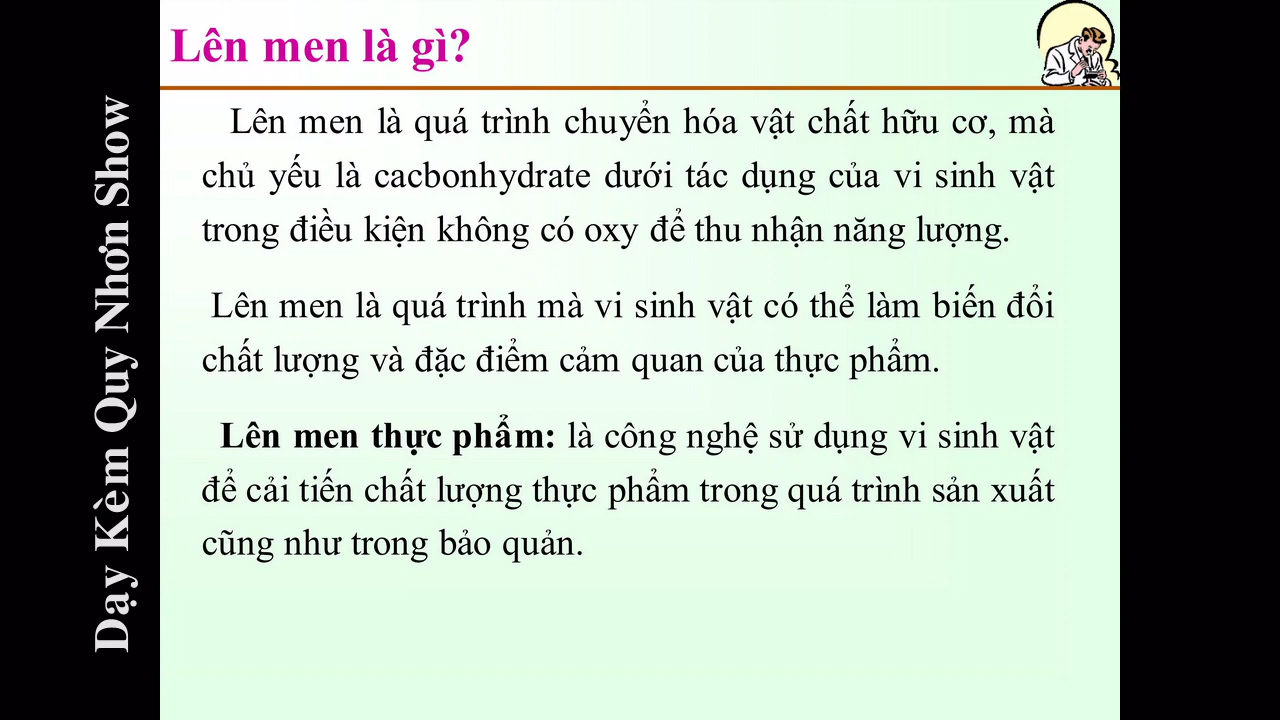 Lên men là gì?
Lên men là quá trình chuyển hóa vật chất hữu cơ, mà
chủ yếu là cacbonhydrate dưới tác dụng của vi sinh vật
trong điều kiện không có oxy để thu nhận năng lượng.
Lên men là quá trình mà vi sinh vật có thể làm biến đổi
chất lượng và đặc điểm cảm quan của thực phẩm.
Lên men thực phẩm: là công nghệ sử dụng vi sinh vật
để cải tiến chất lượng thực phẩm trong quá trình sản xuất
cũng như trong bảo quản.
Dạy Kèm Quy Nhơn Show